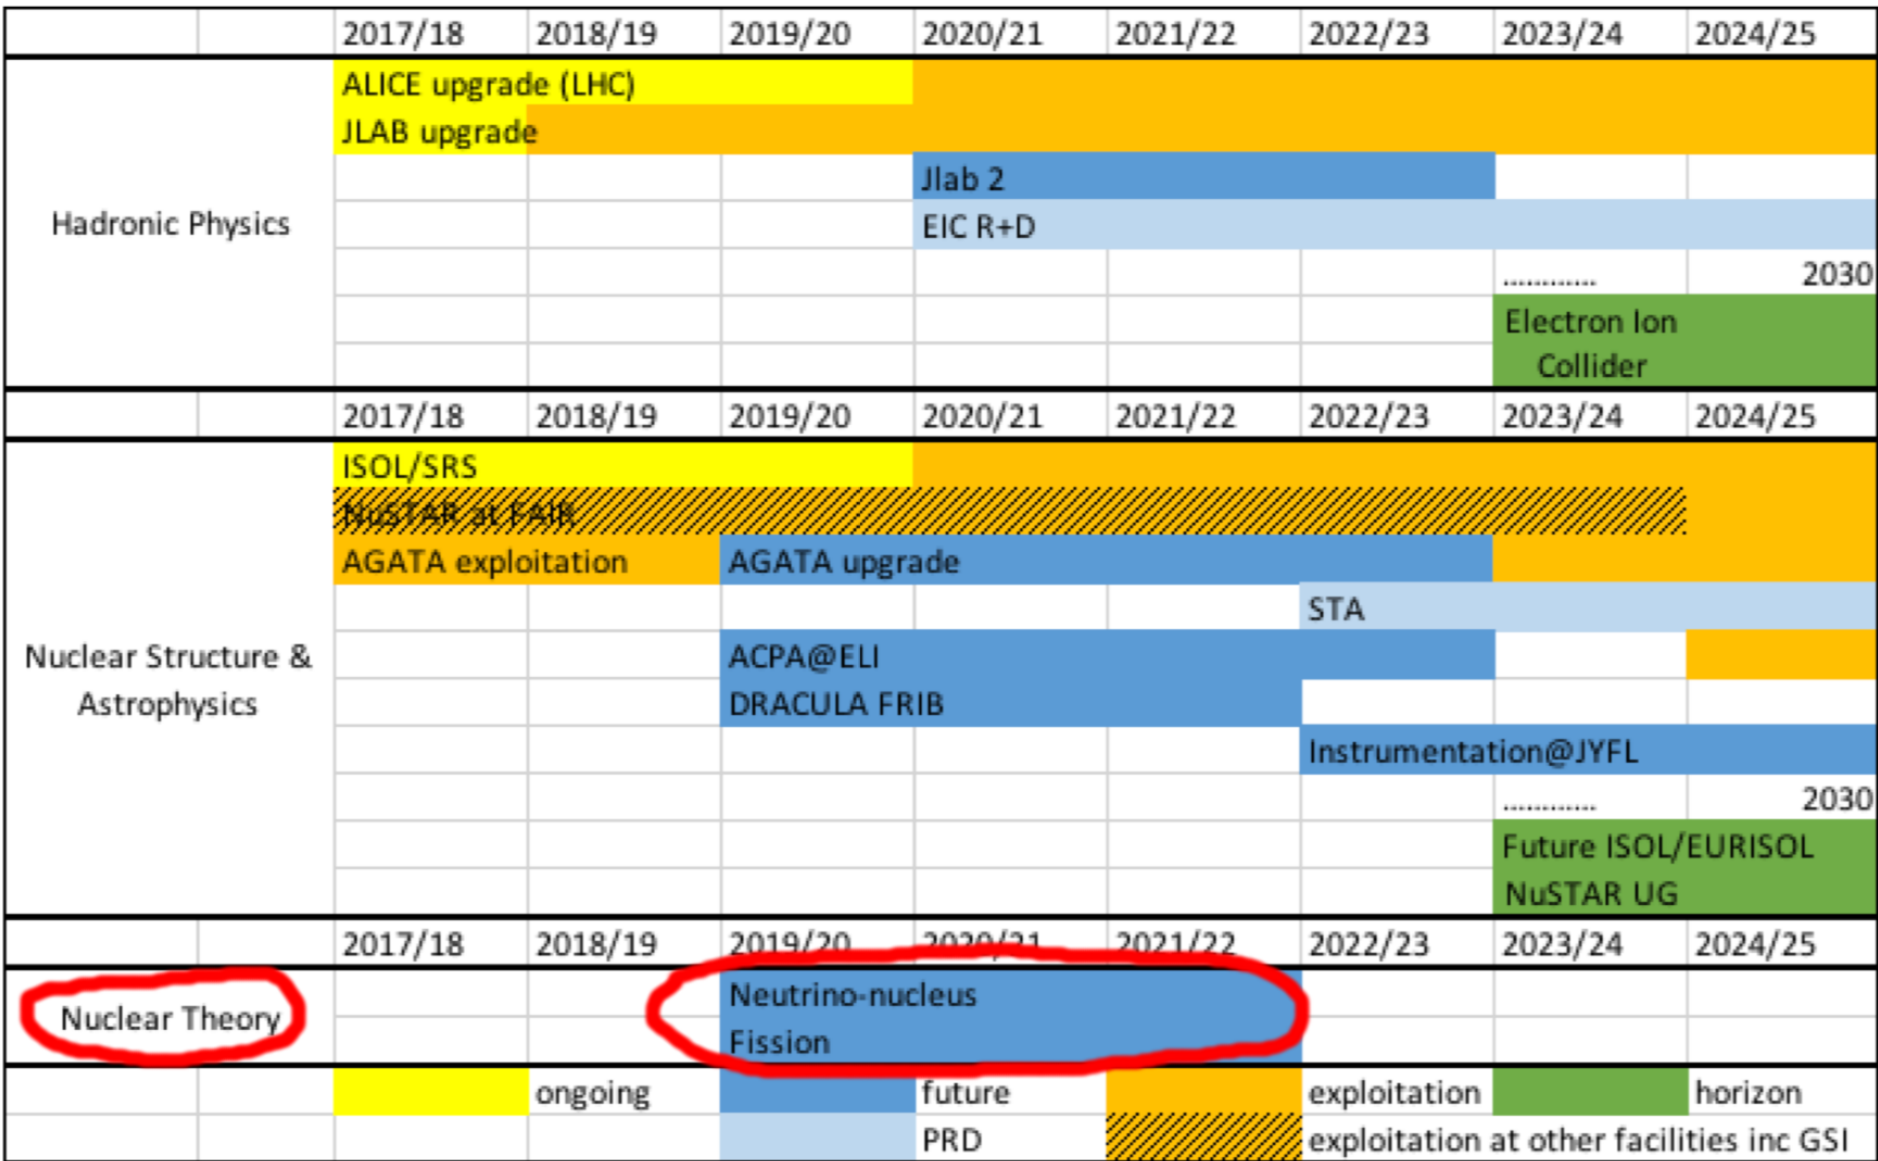 2017/18 2018/19 2019/20 2020/21 2021/22 2022/23 2023/24 2024/25
ALICE upgrade (LHC)
JLAB upgrade
Jlab 2
Hadronic Physics EIC R+D
............ 2030
Electron Ion
Collider
2017/18 2018/19 2019/20 2020/21 2021/22 2022/23 2023/24 2024/25
ISOL/SRS
NuSTAR at FAIR
AGATA exploitation AGATA upgrade
STA
Nuclear Structure & ACPA@ELI
Astrophysics DRACULA FRIB
Instrumentation@JYFL
............ 2030
Future ISOL/EURISOL
NuSTAR UG
2017/18 2018/19 2019/20 2020/21 2021/22 2022/23 2023/24 2024/25
Neutrino-nucleus
Nuclear Theory
Fission
ongoing future exploitation horizon
PRD exploitation at other facilities inc GSI